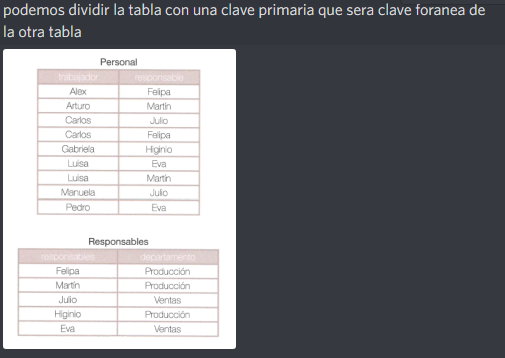 podemos dividir la tabla con una clave primaria que sera clave foranea de
la otra tabla
Personal
trabajador responsable
Alex Felipa
Arturo Martín
Carlos Julio
Carlos Felipa
Gabriela Higinio
Luisa Eva
Luisa Martín
Manuela Julio
Pedro Eva
Responsables
responsables departamento
Felipa Producción
Martín Producción
Julio Ventas
Higinio Producción
Eva Ventas